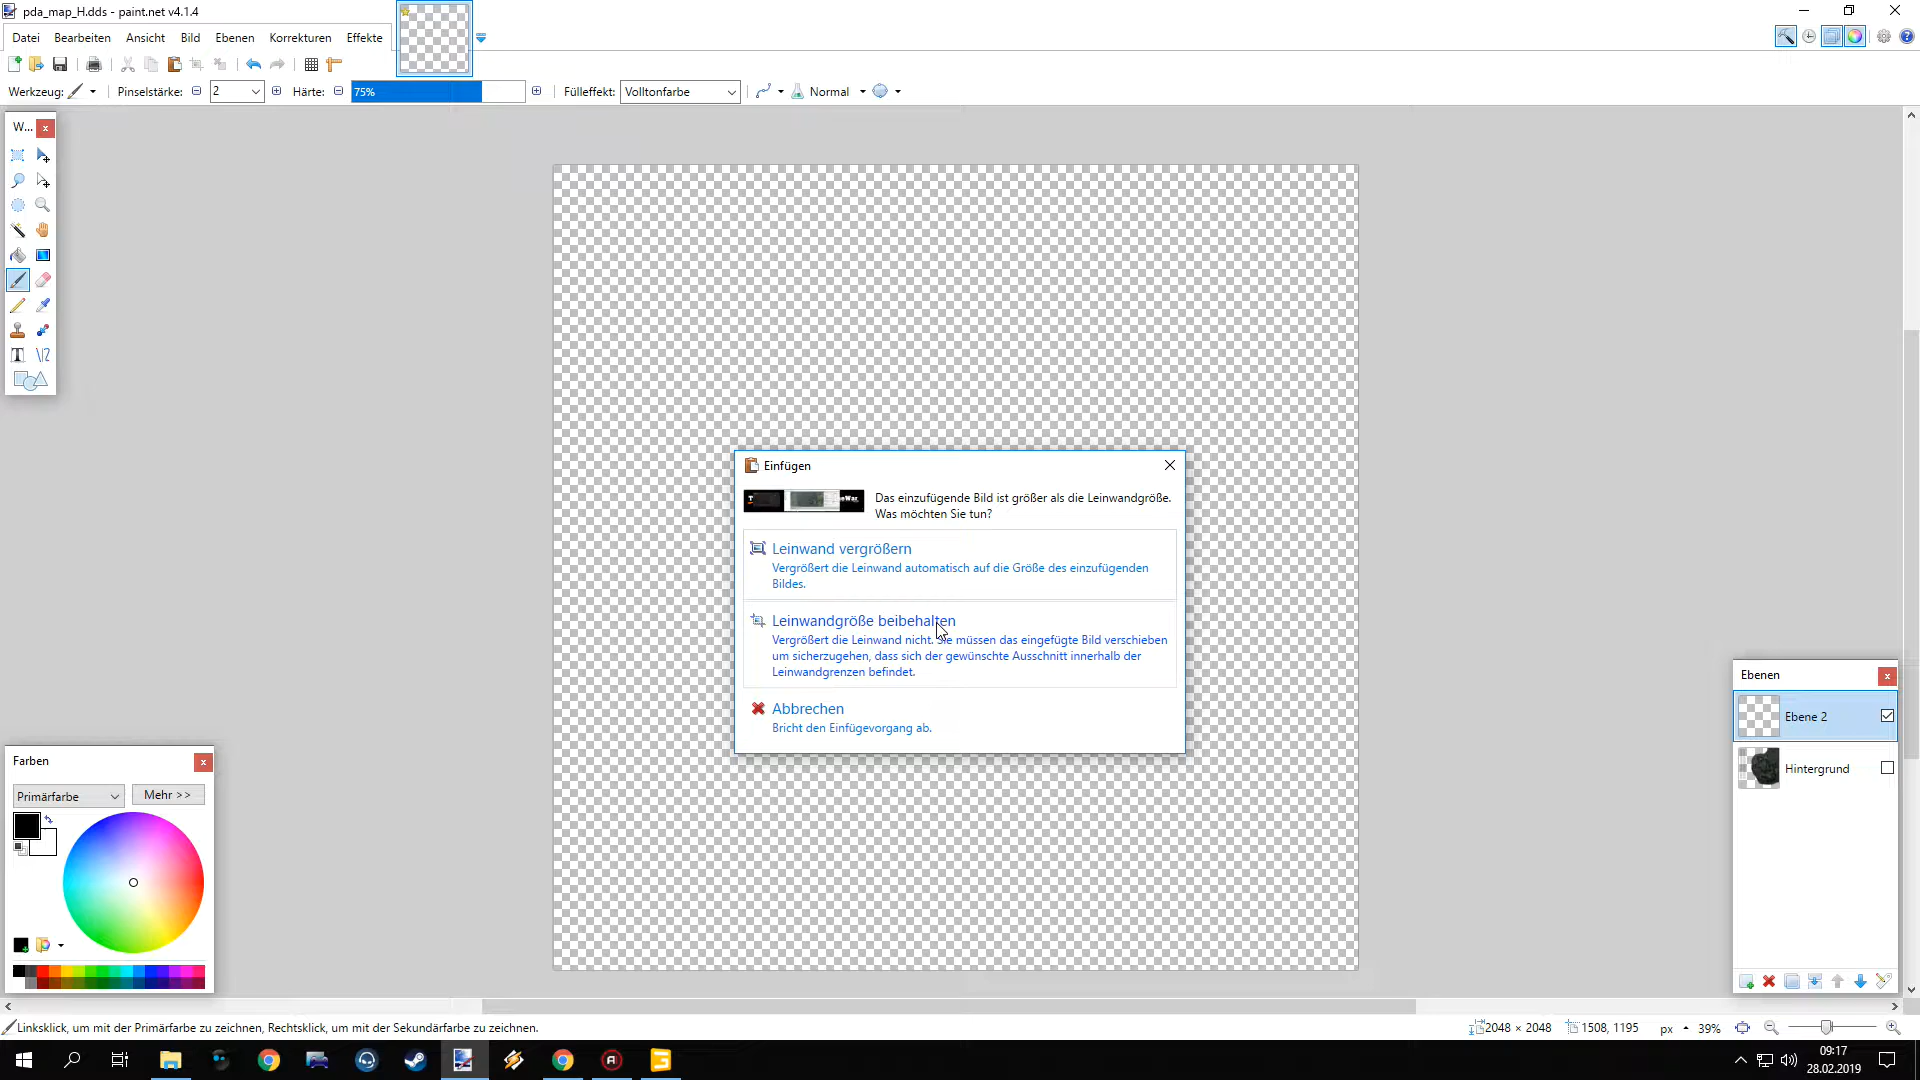 pda_map_H.dds - paint.net v4.1.4
Datei Bearbeiten Ansicht Bild Ebenen Korrekturen Effekte
Werkzeug: Pinselstärke: 2 Härte: 75% Fülleffekt: Volltonfarbe Normal
W...
Einfügen
Das einzufügende Bild ist größer als die Leinwandgröße.
Was möchten Sie tun?
Leinwand vergrößern
Vergrößert die Leinwand automatisch auf die Größe des einzufügenden
Bildes.
Leinwandgröße beibehalten
Vergrößert die Leinwand nicht. Sie müssen das eingefügte Bild verschieben
um sicherzugehen, dass sich der gewünschte Ausschnitt innerhalb der
Leinwandgrenzen befindet.
Abbrechen
Bricht den Einfügevorgang ab.
Ebenen
Ebene 2
Hintergrund
Farben
Primärfarbe Mehr >>
Linksklick, um mit der Primärfarbe zu zeichnen, Rechtsklick, um mit der Sekundärfarbe zu zeichnen. 2048 × 2048 1508, 1195 px 39%
09:17
28.02.2019